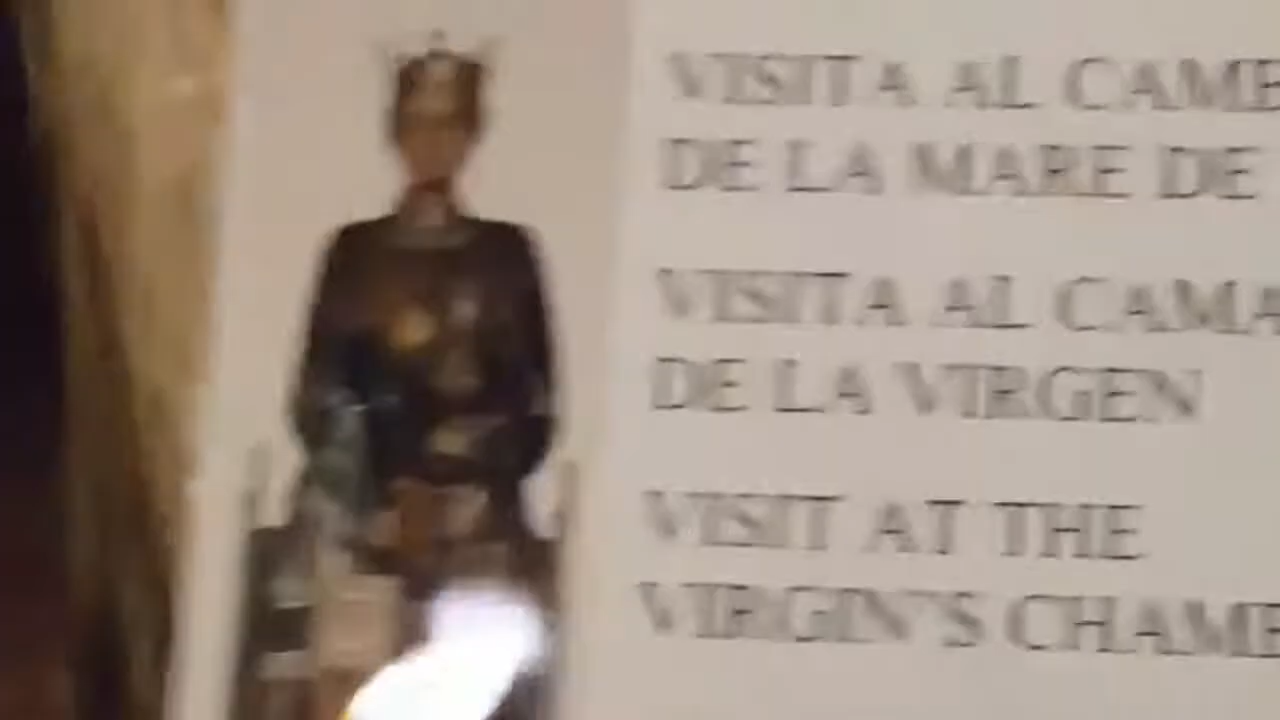 VISITA AL CAMB
DE LA MARE DE
VISITA AL CAMA
DE LA VIRGEN
VISIT AT THE
VIRGIN'S CHAMB